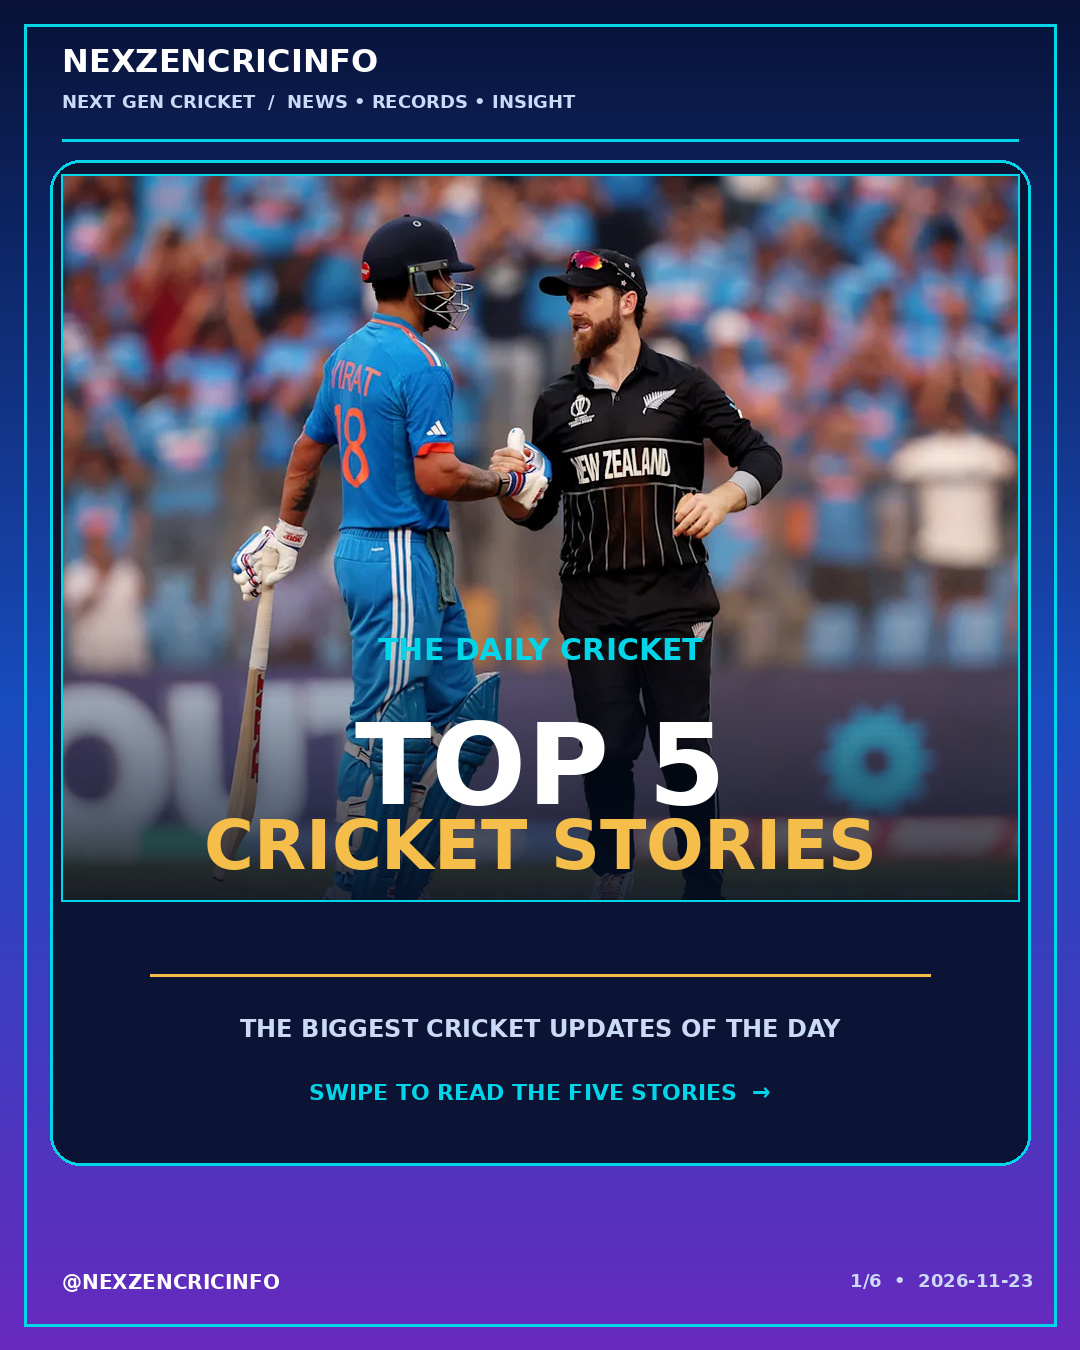 NEXZENCRICINFO
NEXT GEN CRICKET / NEWS • RECORDS • INSIGHT
VIRAT
18
NEW ZEALAND
OUT
THE DAILY CRICKET
TOP 5
CRICKET STORIES
THE BIGGEST CRICKET UPDATES OF THE DAY
SWIPE TO READ THE FIVE STORIES →
@NEXZENCRICINFO
1/6 • 2026-11-23